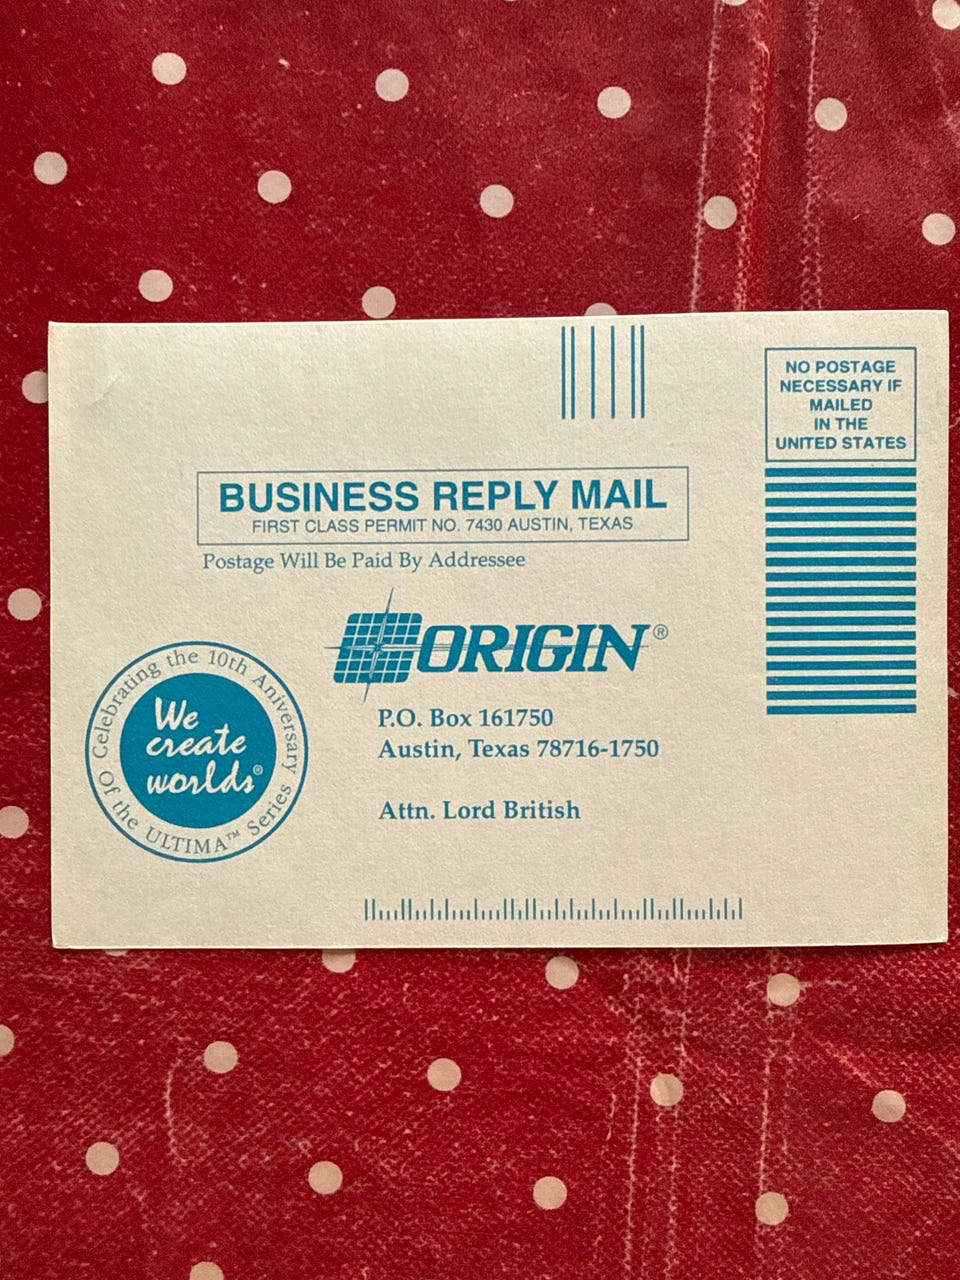 NO POSTAGE
NECESSARY IF
MAILED
IN THE
UNITED STATES
BUSINESS REPLY MAIL
FIRST CLASS PERMIT NO. 7430 AUSTIN, TEXAS
Postage Will Be Paid By Addressee
ORIGIN®
P.O. Box 161750
Austin, Texas 78716-1750
Attn. Lord British
Celebrating the 10th Aniversary
Of the ULTIMA™ Series
We
create
worlds®